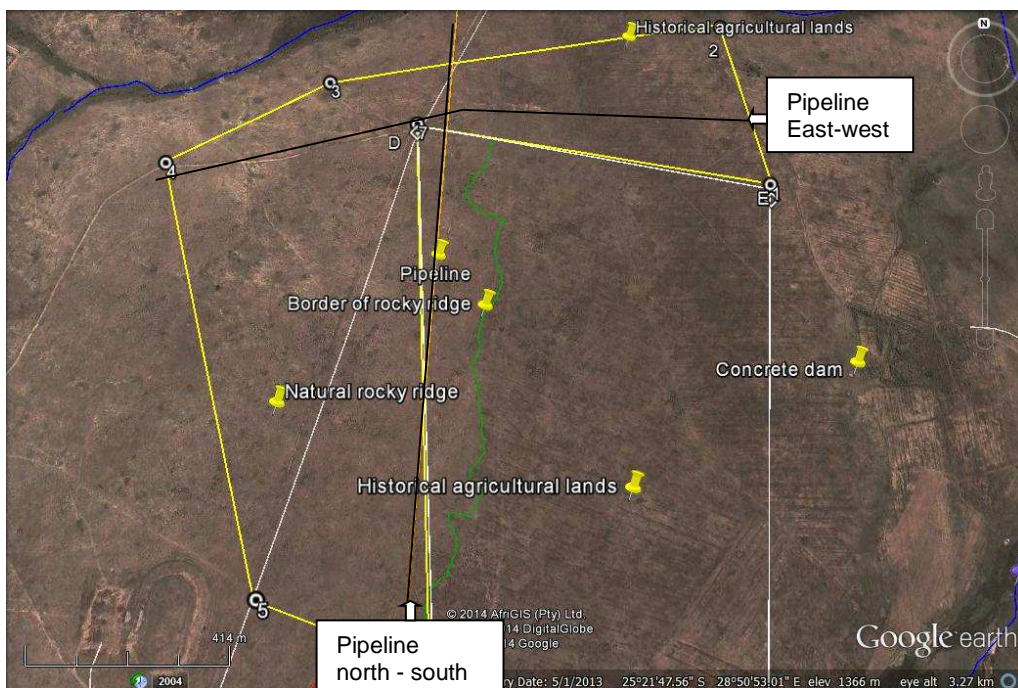 N
Historical agricultural lands
2
3
Pipeline
East-west
D
7
4
E
Pipeline
Border of rocky ridge
Concrete dam
Natural rocky ridge
Historical agricultural lands
5
© 2014 AfriGIS (Pty) Ltd.
14 DigitalGlobe
14 Google
414 m
Google earth
Pipeline
north - south
2004
ry Date: 5/1/2013 25°21'47.56" S 28°50'53.01" E elev 1366 m eye alt 3.27 km